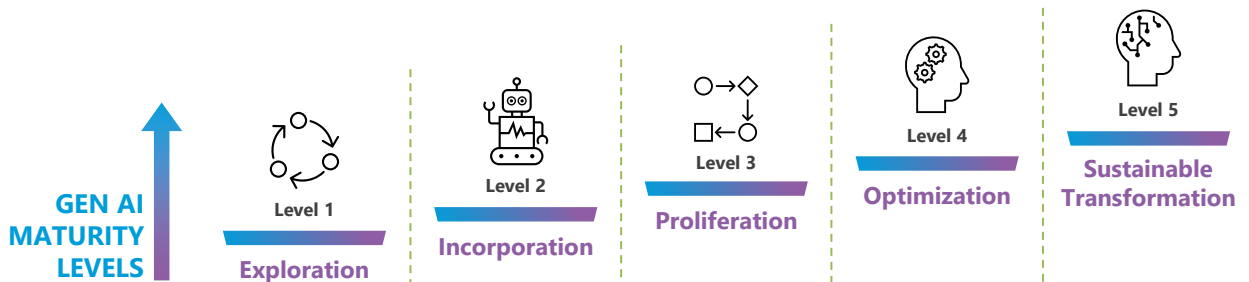 GEN AI
MATURITY
LEVELS
Level 1
Exploration
Level 2
Incorporation
Level 3
Proliferation
Level 4
Optimization
Level 5
Sustainable
Transformation